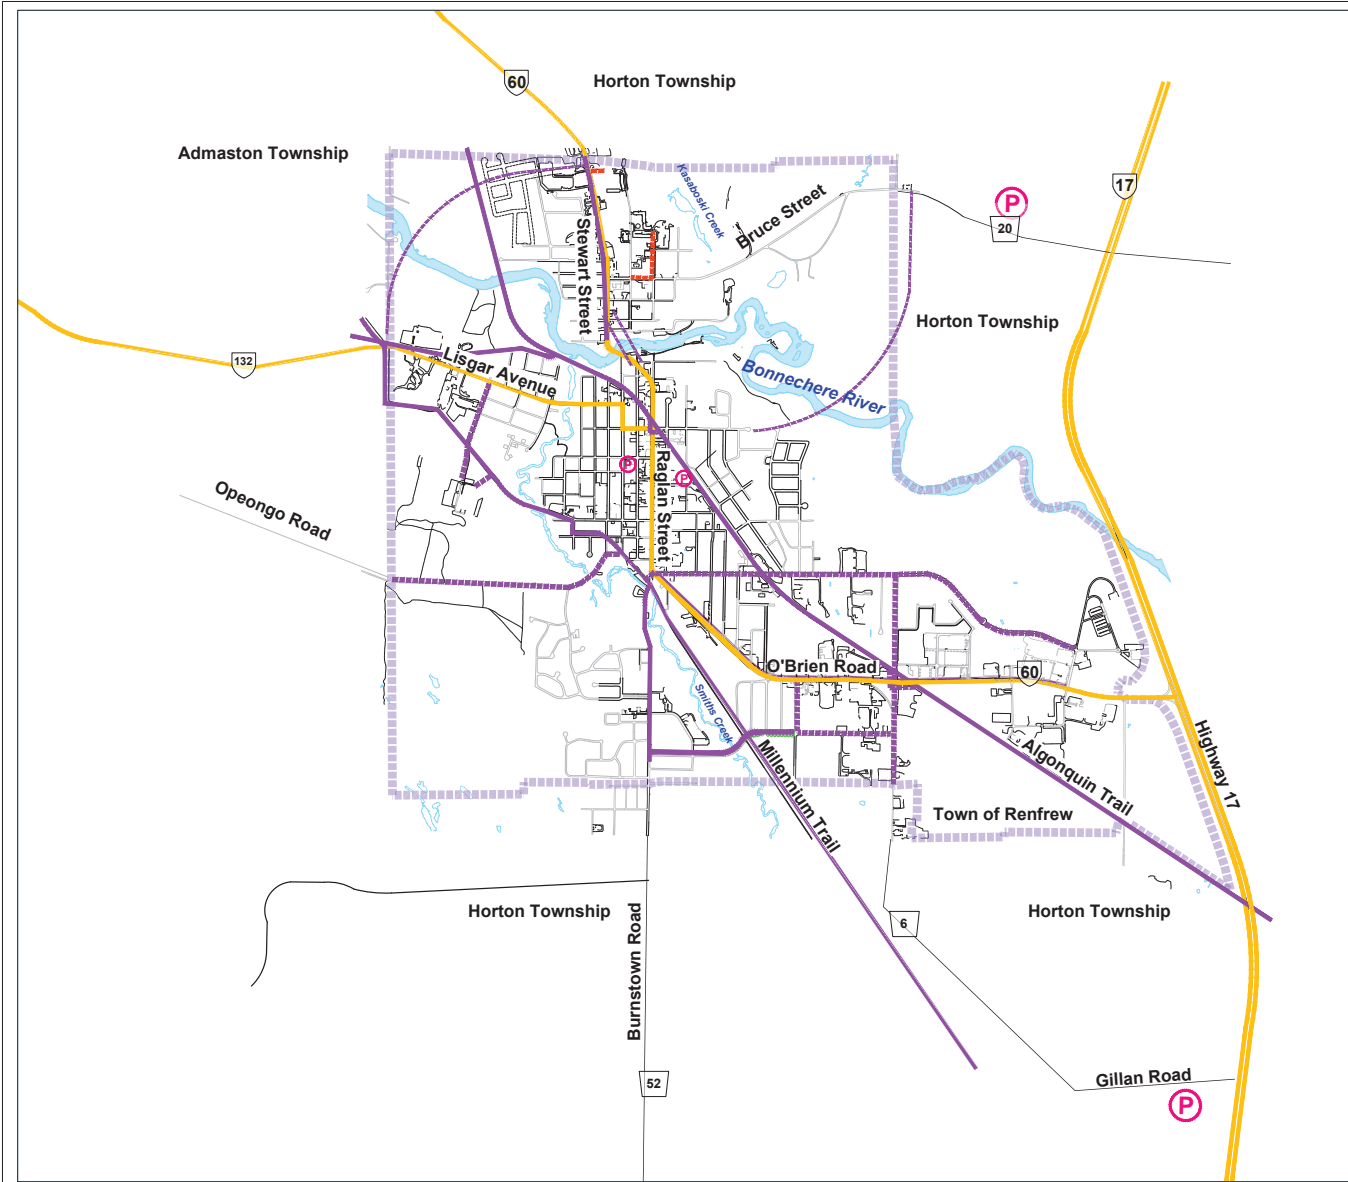 60
Horton Township
Admaston Township
17
P
20
Kasaboski Creek
Bruce Street
Stewart Street
Horton Township
132
Lisgar Avenue
Bonnechere River
P
P
Raglan Street
Opeongo Road
O'Brien Road
60
Smiths Creek
Millennium Trail
Algonquin Trail
Highway 17
Town of Renfrew
Horton Township
6
Horton Township
Burnstown Road
52
Gillan Road
P